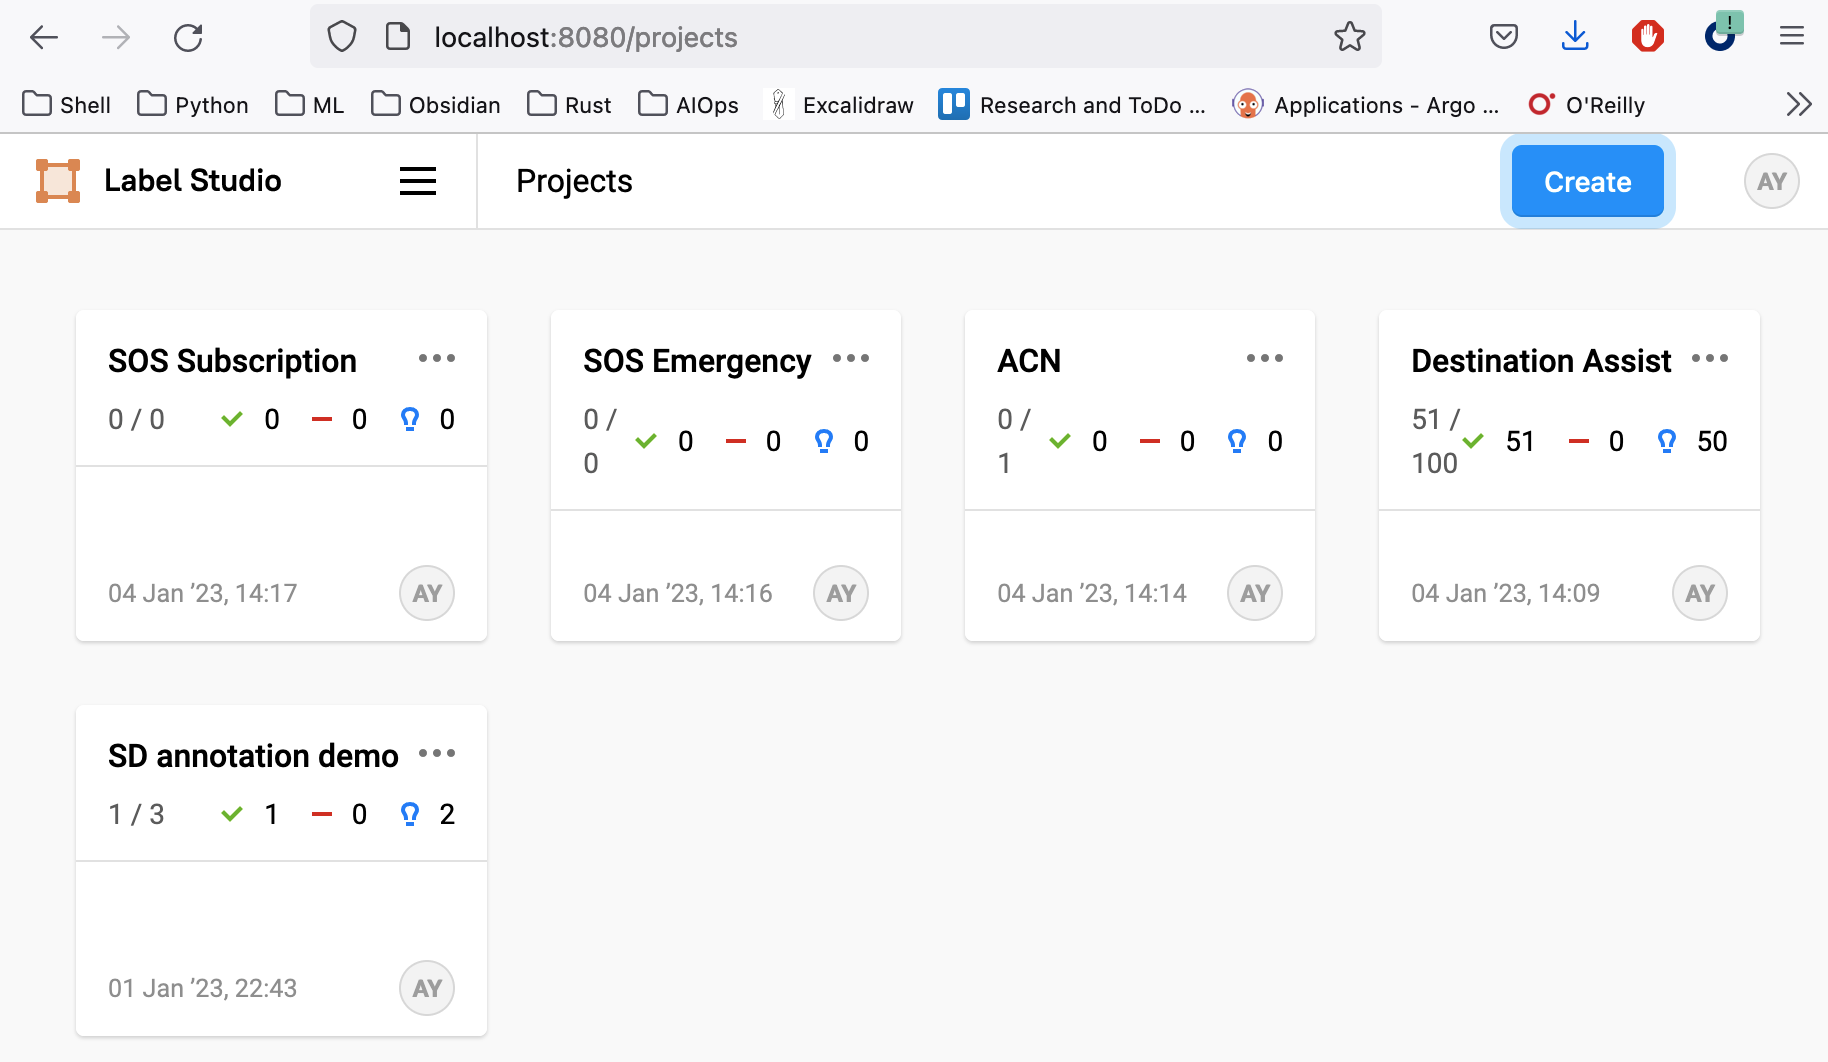 localhost:8080/projects
!
Shell Python ML Obsidian Rust AIOps Excalidraw Research and ToDo ... Applications - Argo ... O'Reilly
Label Studio Projects Create AY
SOS Subscription
0 / 0 0 0 0
04 Jan ’23, 14:17 AY
SOS Emergency
0 /
0 0 0 0
04 Jan ’23, 14:16 AY
ACN
0 /
1 0 0 0
04 Jan ’23, 14:14 AY
Destination Assist
51 /
100 51 0 50
04 Jan ’23, 14:09 AY
SD annotation demo
1 / 3 1 0 2
01 Jan ’23, 22:43 AY